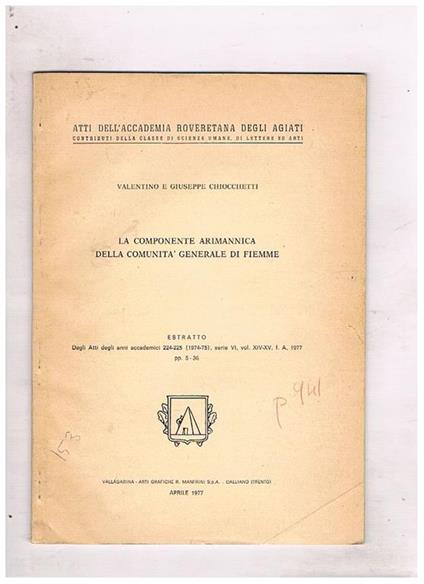 ATTI DELL'ACCADEMIA ROVERETANA DEGLI AGIATI
CONTRIBUTI DELLA CLASSE DI SCIENZE UMANE, DI LETTERE ED ARTI
VALENTINO E GIUSEPPE CHIOCCHETTI
LA COMPONENTE ARIMANNICA
DELLA COMUNITA' GENERALE DI FIEMME
ESTRATTO
Dagli Atti degli anni accademici 224-225 (1974-75), serie VI, vol. XIV-XV, f. A, 1977
pp. 5-36
VALLAGARINA - ARTI GRAFICHE R. MANFRINI S.p.A. - CALLIANO (TRENTO)
APRILE 1977